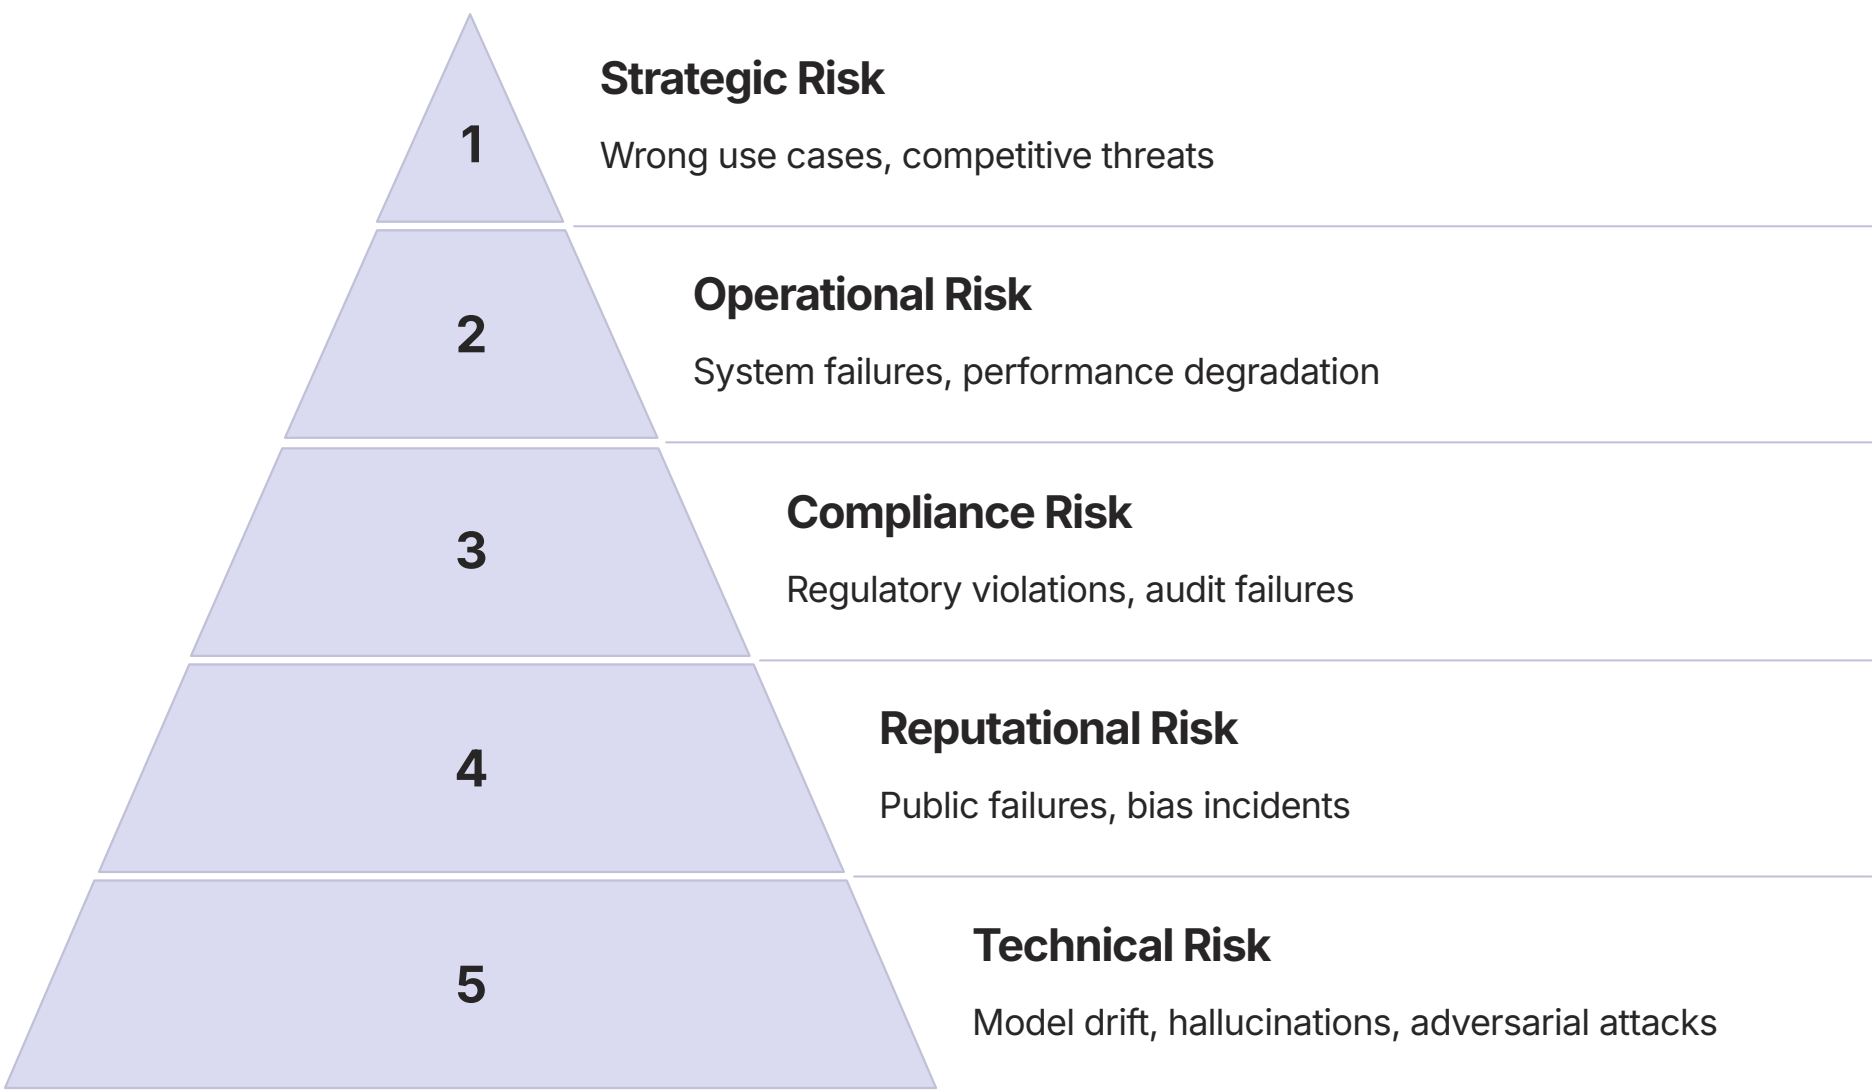 1
Strategic Risk
Wrong use cases, competitive threats
2
Operational Risk
System failures, performance degradation
3
Compliance Risk
Regulatory violations, audit failures
4
Reputational Risk
Public failures, bias incidents
5
Technical Risk
Model drift, hallucinations, adversarial attacks